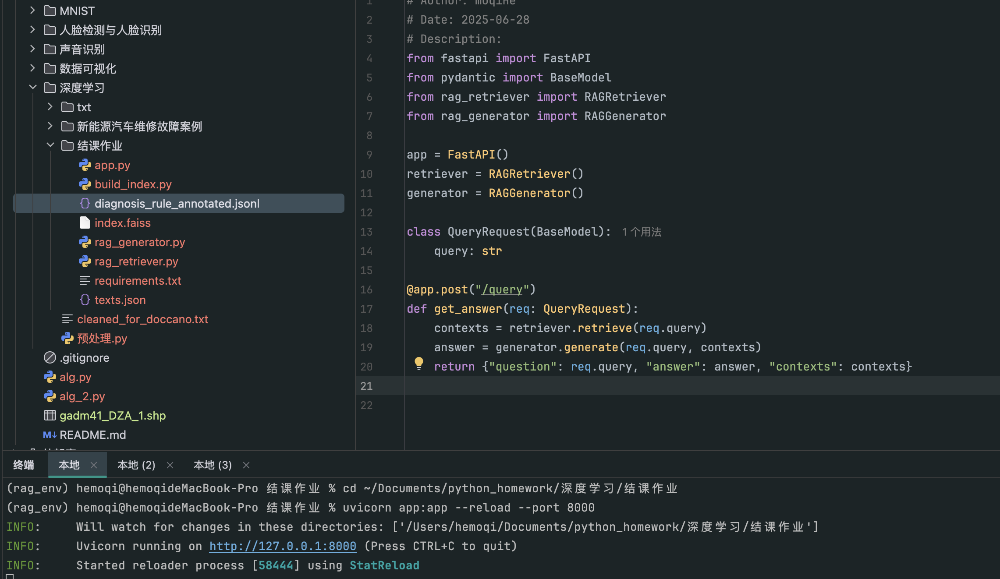 MNIST
人脸检测与人脸识别
声音识别
数据可视化
深度学习
txt
新能源汽车维修故障案例
结课作业
app.py
build_index.py
{} diagnosis_rule_annotated.jsonl
index.faiss
rag_generator.py
rag_retriever.py
requirements.txt
{} texts.json
cleaned_for_doccano.txt
预处理.py
.gitignore
alg.py
alg_2.py
gadm41_DZA_1.shp
M↓ README.md
1 # Author: moqiHe
2 # Date: 2025-06-28
3 # Description:
4 from fastapi import FastAPI
5 from pydantic import BaseModel
6 from rag_retriever import RAGRetriever
7 from rag_generator import RAGGenerator
8
9 app = FastAPI()
10 retriever = RAGRetriever()
11 generator = RAGGenerator()
12
13 class QueryRequest(BaseModel): 1 个用法
14     query: str
15
16 @app.post("/query")
17 def get_answer(req: QueryRequest):
18     contexts = retriever.retrieve(req.query)
19     answer = generator.generate(req.query, contexts)
20     return {"question": req.query, "answer": answer, "contexts": contexts}
21
22
终端 本地 × 本地 (2) × 本地 (3) ×
(rag_env) hemoqi@hemoqideMacBook-Pro 结课作业 % cd ~/Documents/python_homework/深度学习/结课作业
(rag_env) hemoqi@hemoqideMacBook-Pro 结课作业 % uvicorn app:app --reload --port 8000
INFO:     Will watch for changes in these directories: ['/Users/hemoqi/Documents/python_homework/深度学习/结课作业']
INFO:     Uvicorn running on http://127.0.0.1:8000 (Press CTRL+C to quit)
INFO:     Started reloader process [58444] using StatReload